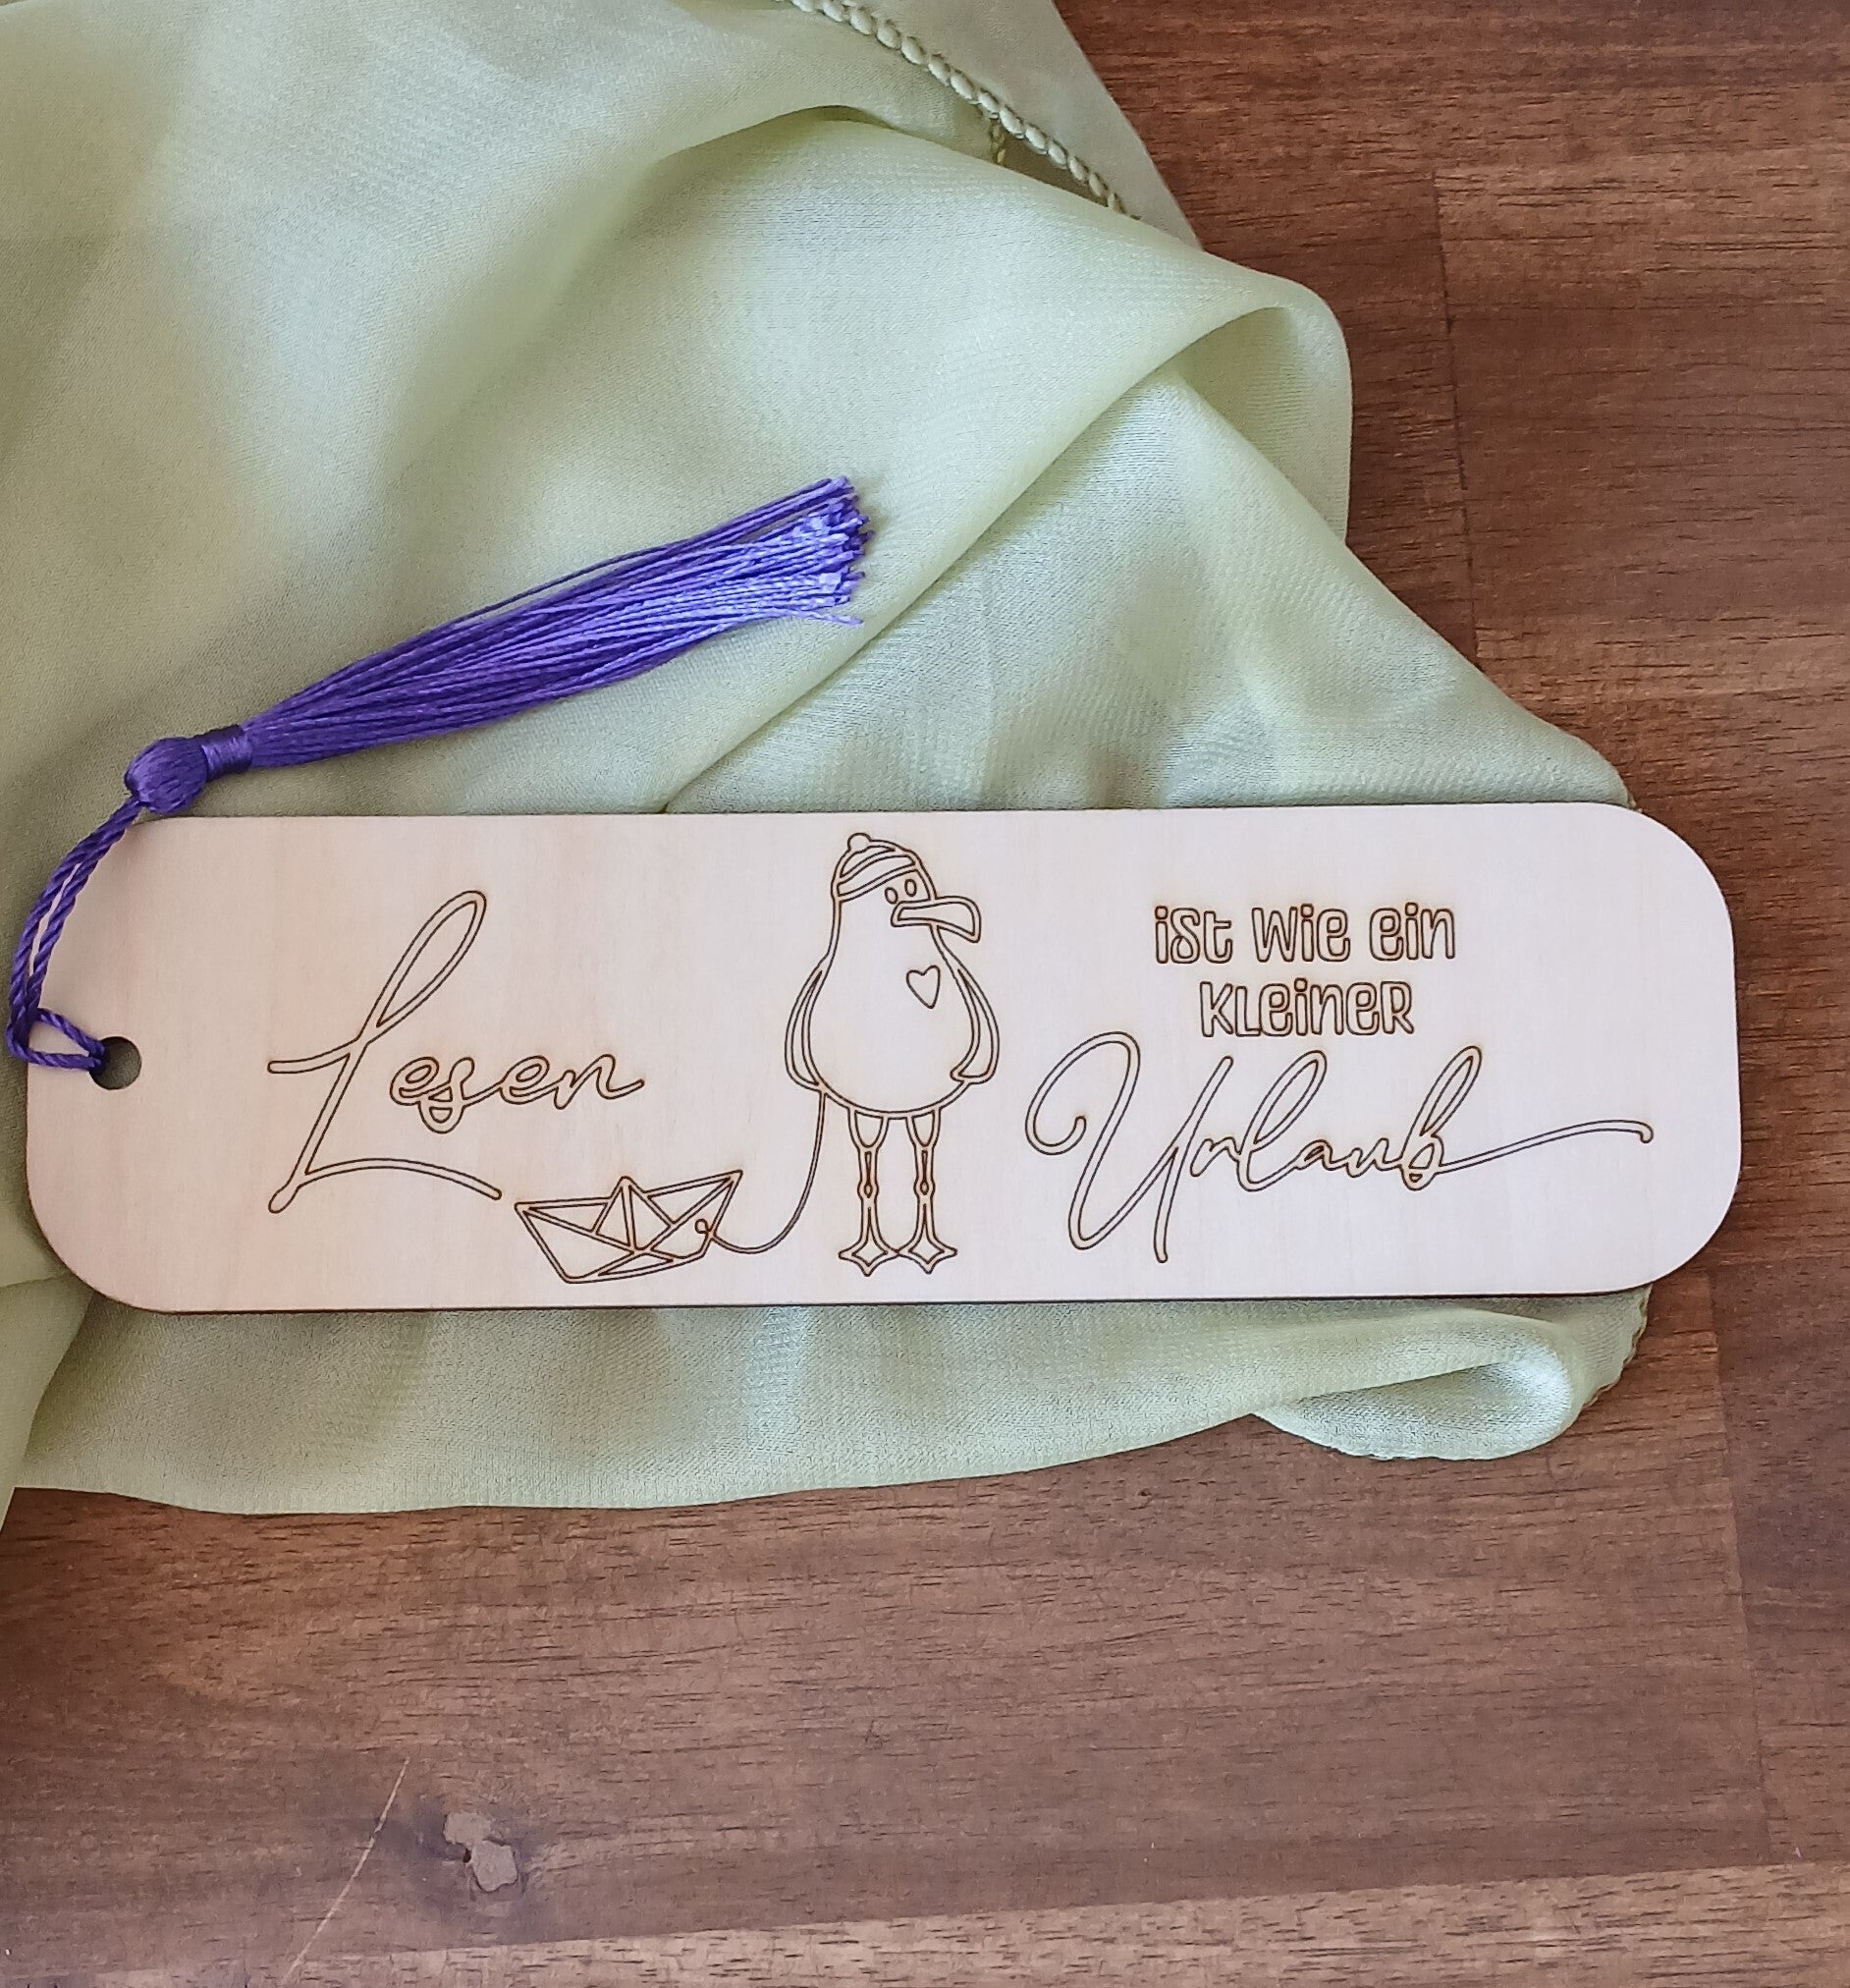 Lesen
ist wie ein
kleiner
Urlaub